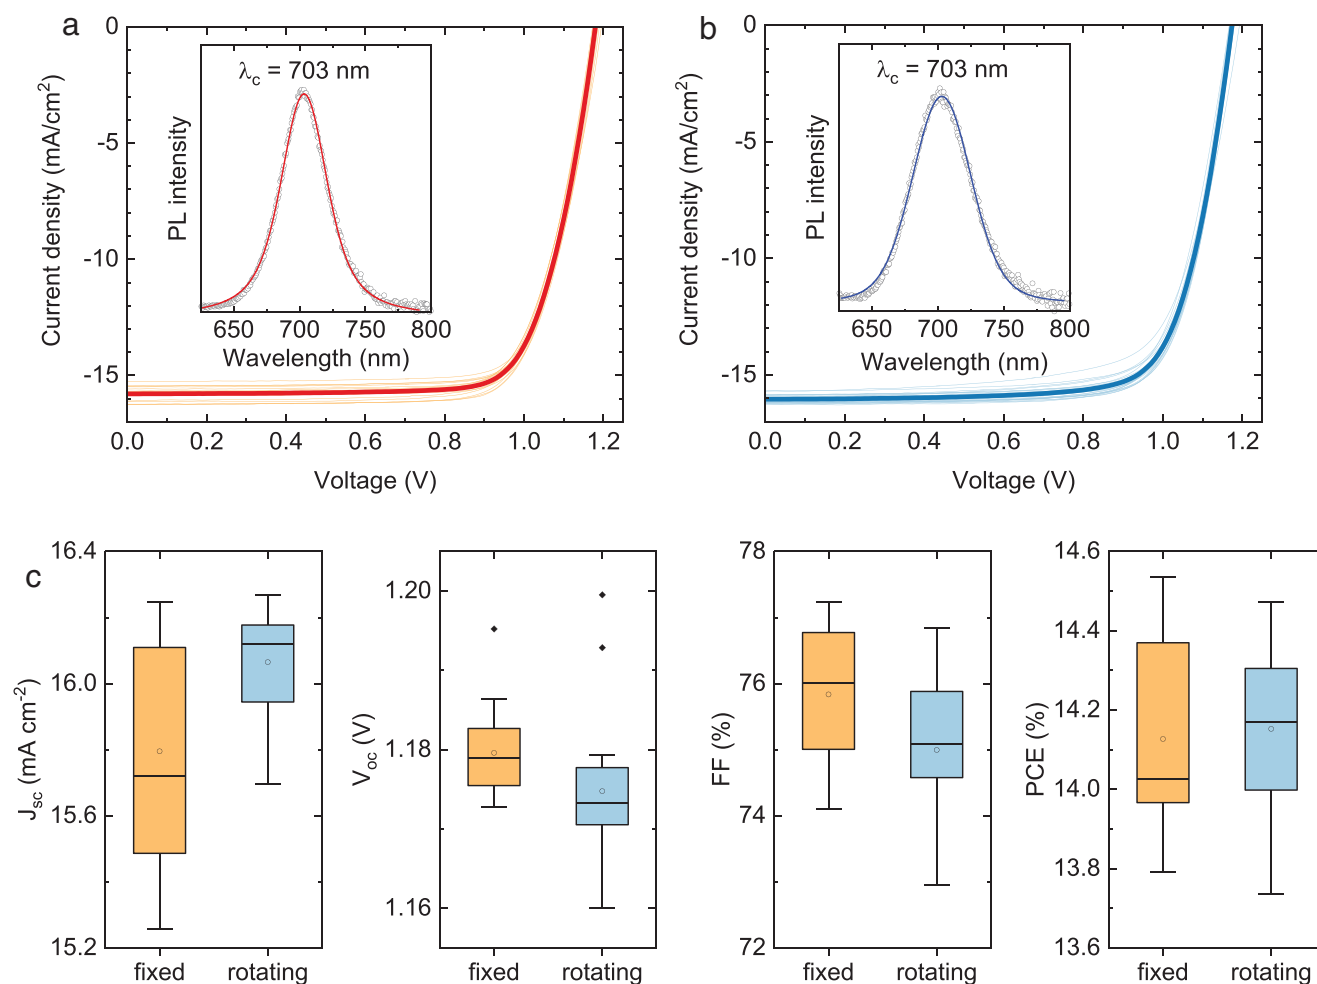 a
0
-5
-10
-15
Current density (mA/cm²)
λc = 703 nm
PL intensity
650 700 750 800
Wavelength (nm)
0.0 0.2 0.4 0.6 0.8 1.0 1.2
Voltage (V)
b
0
-5
-10
-15
Current density (mA/cm²)
λc = 703 nm
PL intensity
650 700 750 800
Wavelength (nm)
0.0 0.2 0.4 0.6 0.8 1.0 1.2
Voltage (V)
c
16.4
16.0
15.6
15.2
Jsc (mA cm-2)
fixed rotating
1.20
1.18
1.16
Voc (V)
fixed rotating
78
76
74
72
FF (%)
fixed rotating
14.6
14.4
14.2
14.0
13.8
13.6
PCE (%)
fixed rotating